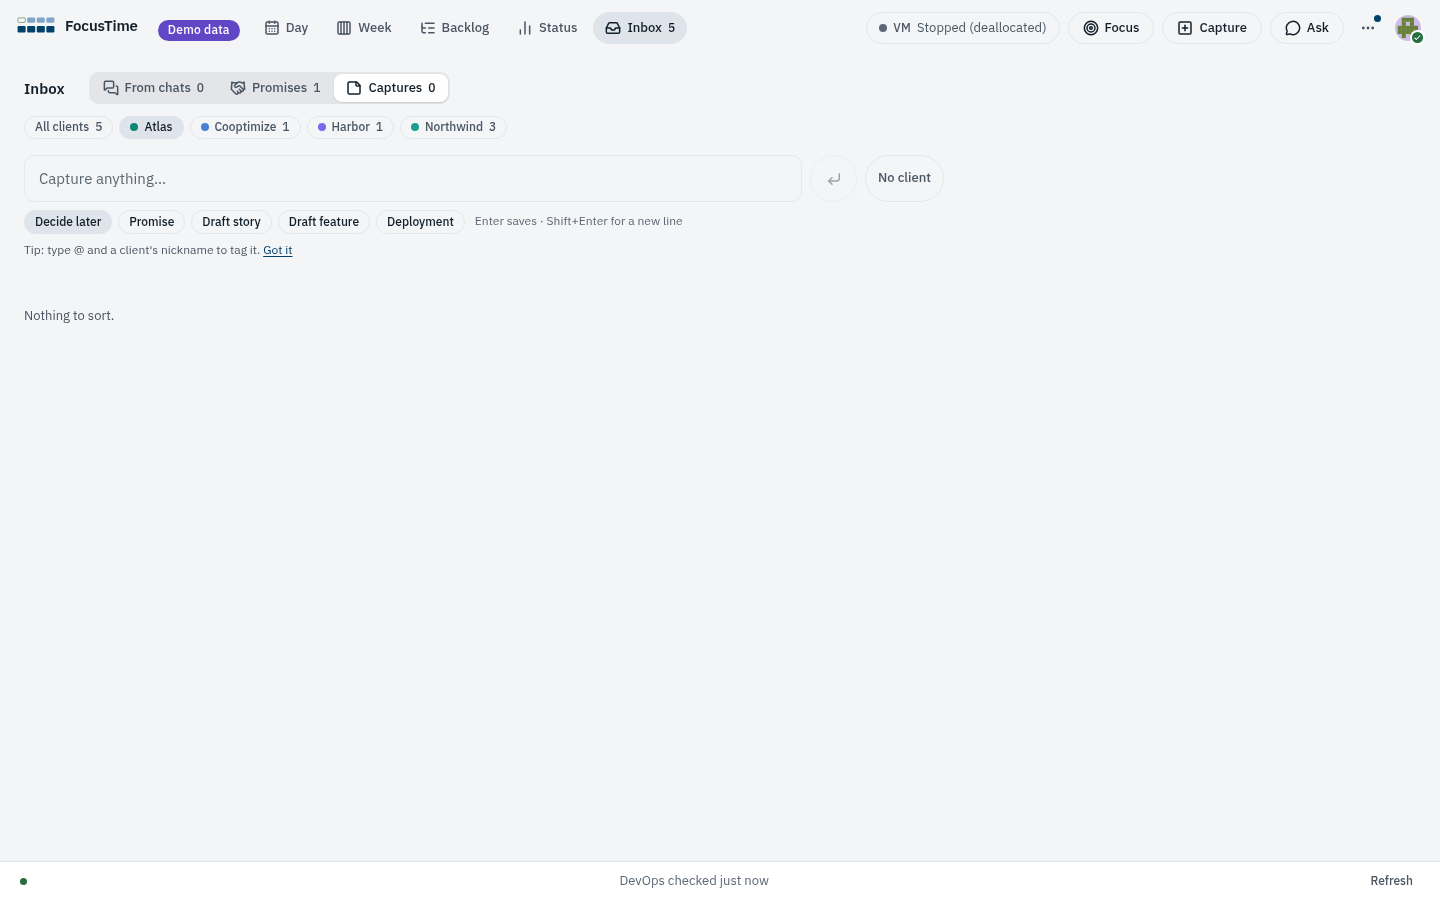 FocusTime
Demo data
Day
Week
Backlog
Status
Inbox 5
VM Stopped (deallocated)
Focus
Capture
Ask
Inbox
From chats 0
Promises 1
Captures 0
All clients 5
Atlas
Cooptimize 1
Harbor 1
Northwind 3
Capture anything...
No client
Decide later
Promise
Draft story
Draft feature
Deployment
Enter saves · Shift+Enter for a new line
Tip: type @ and a client's nickname to tag it. Got it
Nothing to sort.
DevOps checked just now
Refresh